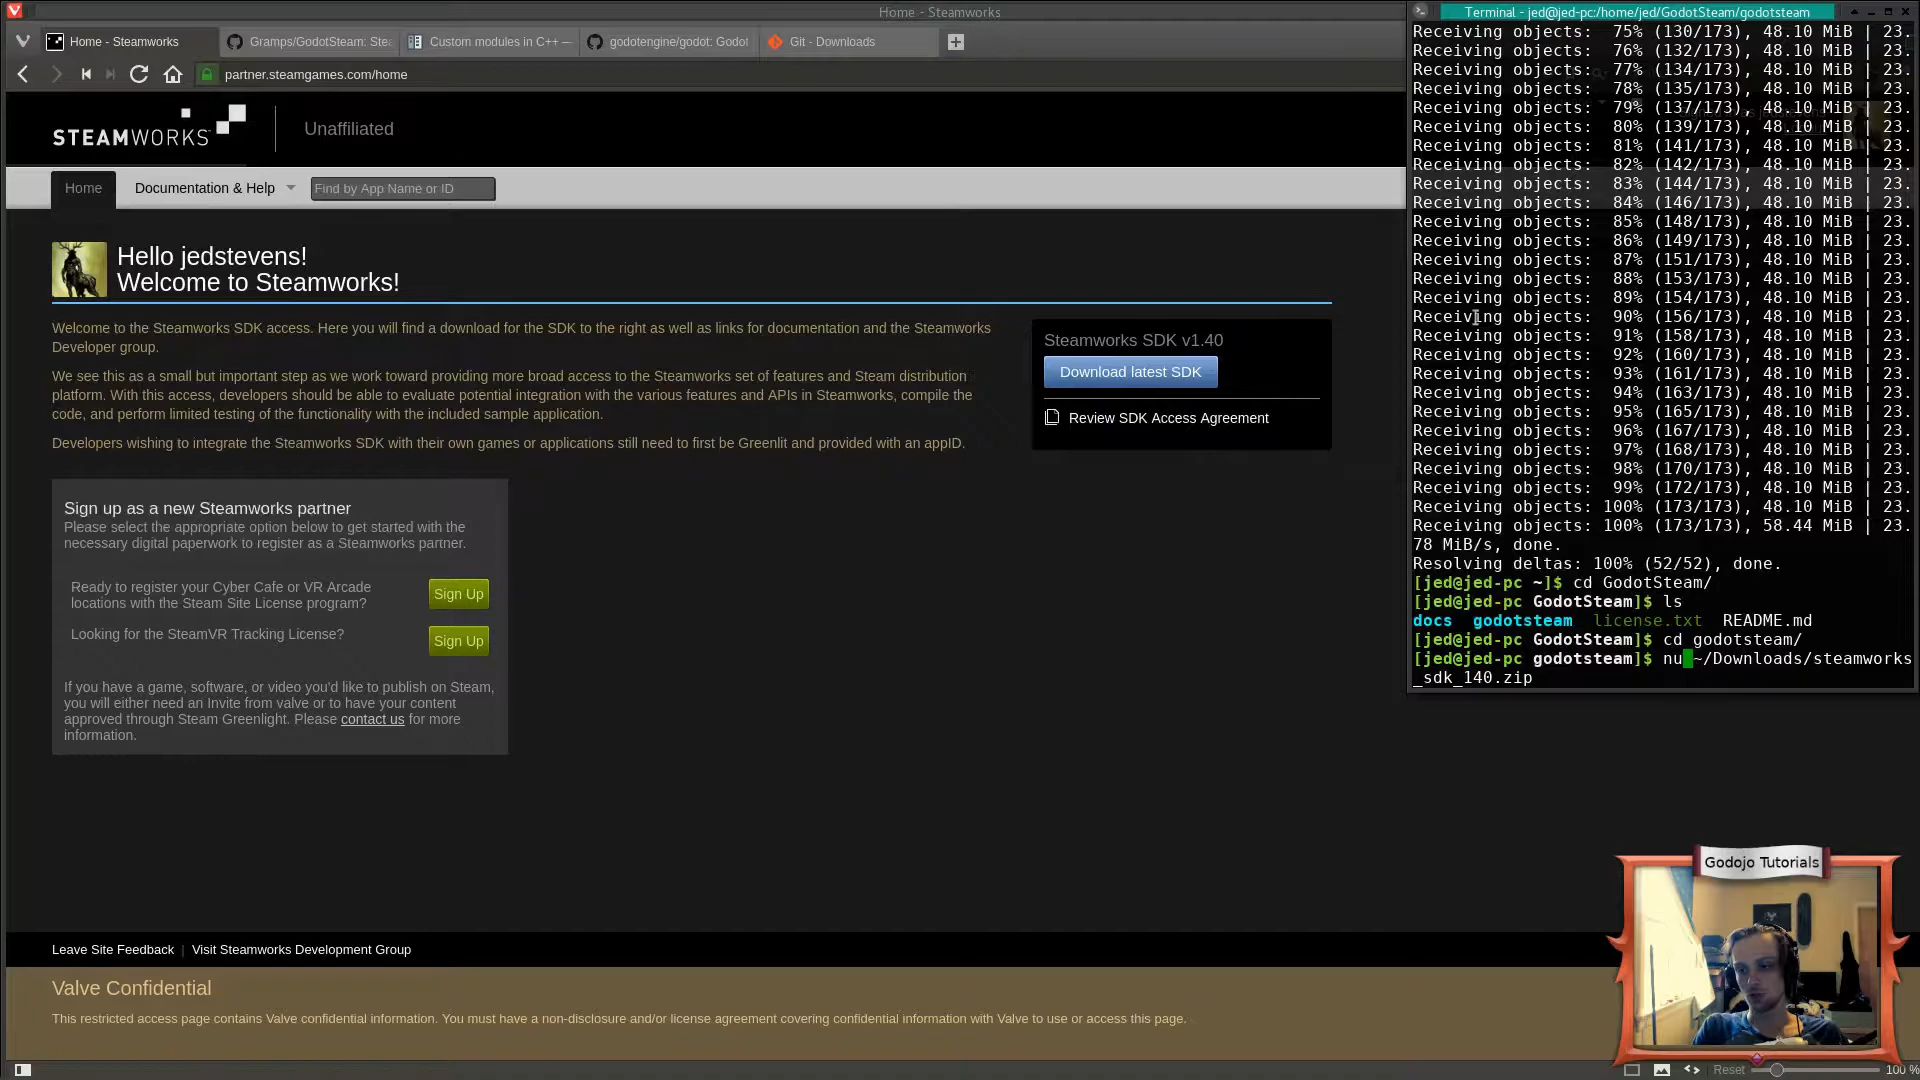 Home - Steamworks
Home - Steamworks
Gramps/GodotSteam: Stea
Custom modules in C++ —
godotengine/godot: Godot
Git - Downloads
partner.steamgames.com/home
STEAMWORKS
Unaffiliated
Home
Documentation & Help
Find by App Name or ID
Hello jedstevens!
Welcome to Steamworks!
Welcome to the Steamworks SDK access. Here you will find a download for the SDK to the right as well as links for documentation and the Steamworks
Developer group.
We see this as a small but important step as we work toward providing more broad access to the Steamworks set of features and Steam distribution
platform. With this access, developers should be able to evaluate potential integration with the various features and APIs in Steamworks, compile the
code, and perform limited testing of the functionality with the included sample application.
Developers wishing to integrate the Steamworks SDK with their own games or applications still need to first be Greenlit and provided with an appID.
Steamworks SDK v1.40
Download latest SDK
Review SDK Access Agreement
Sign up as a new Steamworks partner
Please select the appropriate option below to get started with the
necessary digital paperwork to register as a Steamworks partner.
Ready to register your Cyber Cafe or VR Arcade
locations with the Steam Site License program?
Sign Up
Looking for the SteamVR Tracking License?
Sign Up
If you have a game, software, or video you'd like to publish on Steam,
you will either need an Invite from valve or to have your content
approved through Steam Greenlight. Please contact us for more
information.
Leave Site Feedback | Visit Steamworks Development Group
Valve Confidential
This restricted access page contains Valve confidential information. You must have a non-disclosure and/or license agreement covering confidential information with Valve to use or access this page.
Terminal - jed@jed-pc:/home/jed/GodotSteam/godotsteam
Receiving objects:  75% (130/173), 48.10 MiB | 23.
Receiving objects:  76% (132/173), 48.10 MiB | 23.
Receiving objects:  77% (134/173), 48.10 MiB | 23.
Receiving objects:  78% (135/173), 48.10 MiB | 23.
Receiving objects:  79% (137/173), 48.10 MiB | 23.
Receiving objects:  80% (139/173), 48.10 MiB | 23.
Receiving objects:  81% (141/173), 48.10 MiB | 23.
Receiving objects:  82% (142/173), 48.10 MiB | 23.
Receiving objects:  83% (144/173), 48.10 MiB | 23.
Receiving objects:  84% (146/173), 48.10 MiB | 23.
Receiving objects:  85% (148/173), 48.10 MiB | 23.
Receiving objects:  86% (149/173), 48.10 MiB | 23.
Receiving objects:  87% (151/173), 48.10 MiB | 23.
Receiving objects:  88% (153/173), 48.10 MiB | 23.
Receiving objects:  89% (154/173), 48.10 MiB | 23.
Receiving objects:  90% (156/173), 48.10 MiB | 23.
Receiving objects:  91% (158/173), 48.10 MiB | 23.
Receiving objects:  92% (160/173), 48.10 MiB | 23.
Receiving objects:  93% (161/173), 48.10 MiB | 23.
Receiving objects:  94% (163/173), 48.10 MiB | 23.
Receiving objects:  95% (165/173), 48.10 MiB | 23.
Receiving objects:  96% (167/173), 48.10 MiB | 23.
Receiving objects:  97% (168/173), 48.10 MiB | 23.
Receiving objects:  98% (170/173), 48.10 MiB | 23.
Receiving objects:  99% (172/173), 48.10 MiB | 23.
Receiving objects: 100% (173/173), 48.10 MiB | 23.
Receiving objects: 100% (173/173), 58.44 MiB | 23.
78 MiB/s, done.
Resolving deltas: 100% (52/52), done.
[jed@jed-pc ~]$ cd GodotSteam/
[jed@jed-pc GodotSteam]$ ls
docs  godotsteam  license.txt  README.md
[jed@jed-pc GodotSteam]$ cd godotsteam/
[jed@jed-pc godotsteam]$ nu ~/Downloads/steamworks
_sdk_140.zip
Godojo Tutorials
Reset
100 %